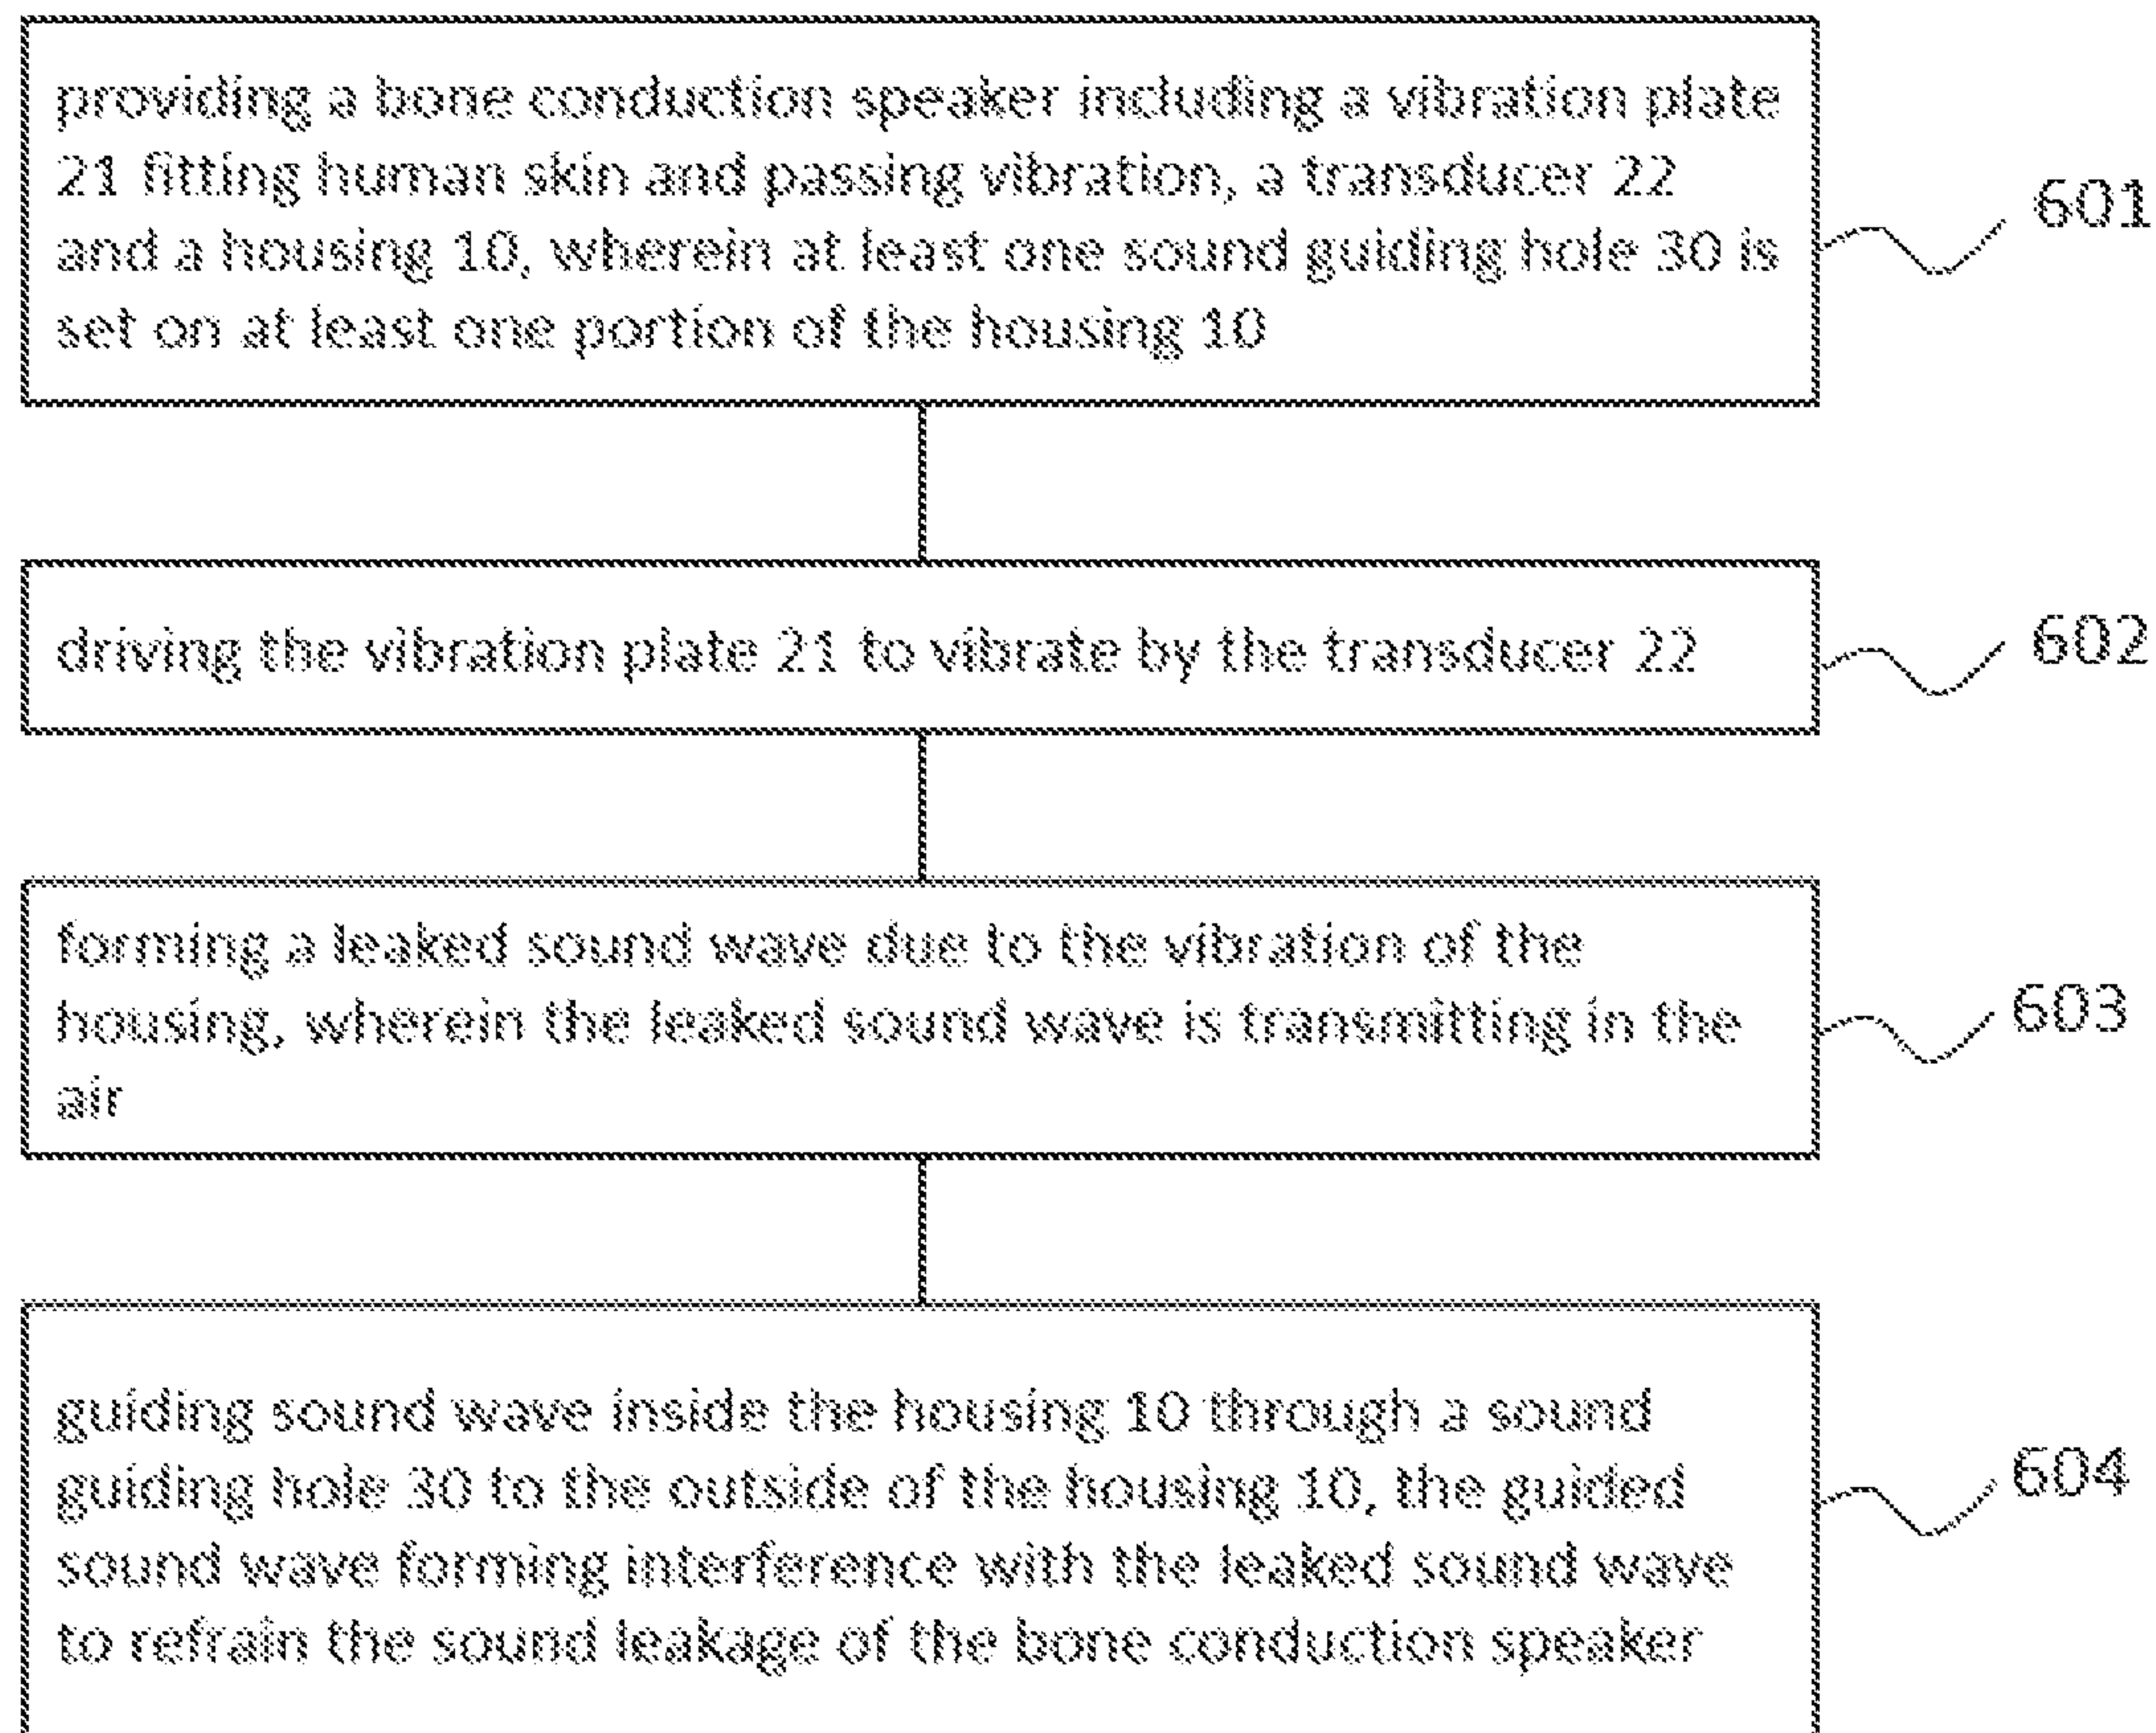 providing a bone conduction speaker including a vibration plate
21 fitting human skin and passing vibration, a transducer 22
and a housing 10, wherein at least one sound guiding hole 30 is
set on at least one portion of the housing 10
601
driving the vibration plate 21 to vibrate by the transducer 22
602
forming a leaked sound wave due to the vibration of the
housing, wherein the leaked sound wave is transmitting in the
air
603
guiding sound wave inside the housing 10 through a sound
guiding hole 30 to the outside of the housing 10, the guided
sound wave forming interference with the leaked sound wave
to refrain the sound leakage of the bone conduction speaker
604